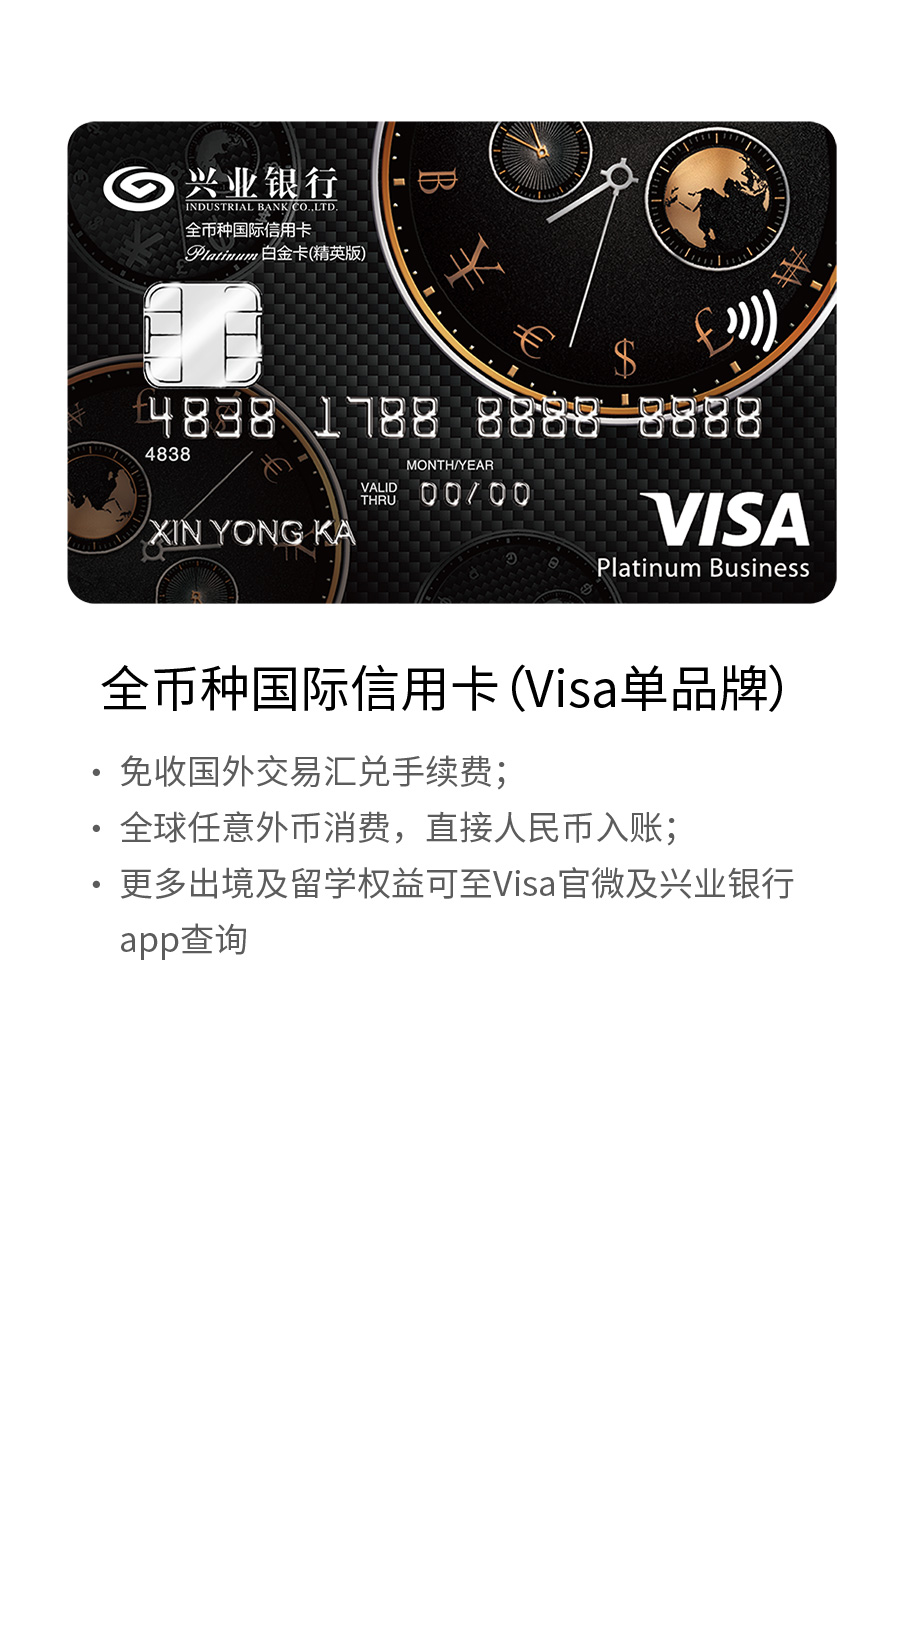 兴业银行
INDUSTRIAL BANK CO.,LTD.
全币种国际信用卡
Platinum 白金卡(精英版)
4838 1788 8888 8888
4838
MONTH/YEAR
VALID THRU 00/00
XIN YONG KA
VISA
Platinum Business
全币种国际信用卡（Visa单品牌）
• 免收国外交易汇兑手续费；
• 全球任意外币消费，直接人民币入账；
• 更多出境及留学权益可至Visa官微及兴业银行
app查询